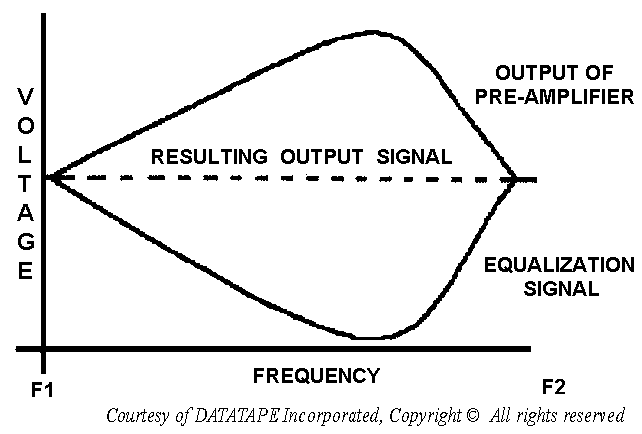 OUTPUT OF
PRE-AMPLIFIER
VOLTAGE
RESULTING OUTPUT SIGNAL
EQUALIZATION
SIGNAL
FREQUENCY
F1
F2
Courtesy of DATATAPE Incorporated, Copyright © All rights reserved